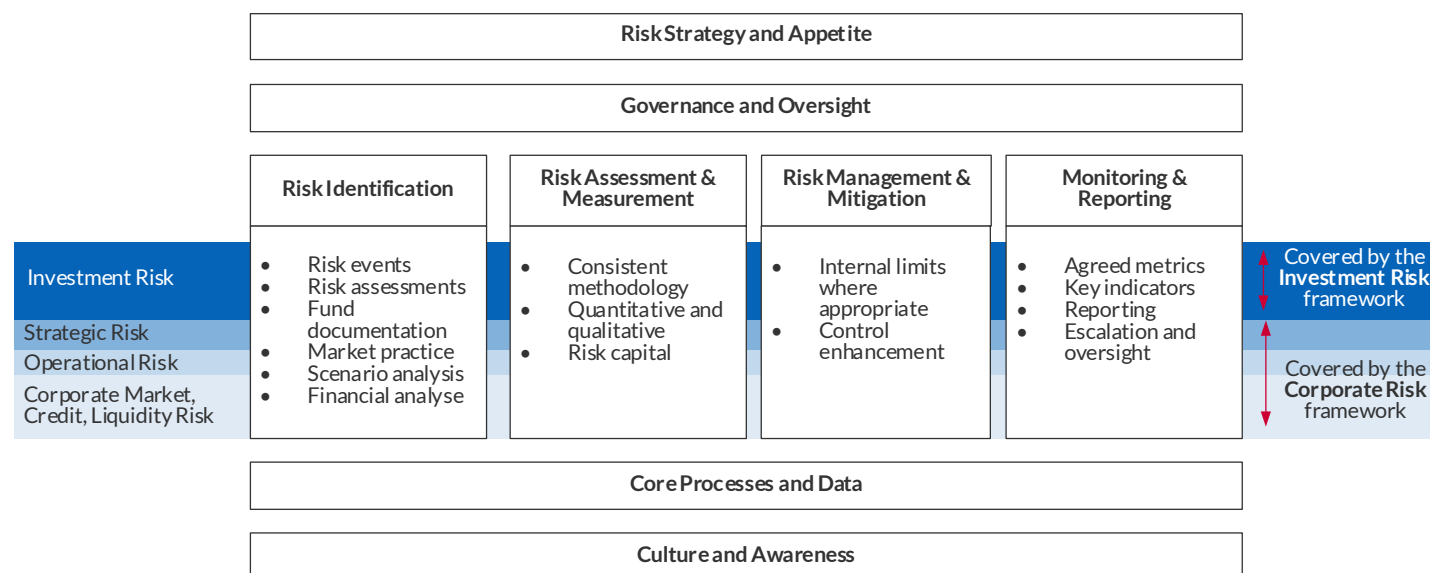 Risk Strategy and Appetite
Governance and Oversight
Risk Identification
Risk Assessment &
Measurement
Risk Management &
Mitigation
Monitoring &
Reporting
Investment Risk
Strategic Risk
Operational Risk
Corporate Market,
Credit, Liquidity Risk
• Risk events
• Risk assessments
• Fund
documentation
• Market practice
• Scenario analysis
• Financial analyse
• Consistent
methodology
• Quantitative and
qualitative
• Risk capital
• Internal limits
where
appropriate
• Control
enhancement
• Agreed metrics
• Key indicators
• Reporting
• Escalation and
oversight
Covered by the
Investment Risk
framework
Covered by the
Corporate Risk
framework
Core Processes and Data
Culture and Awareness